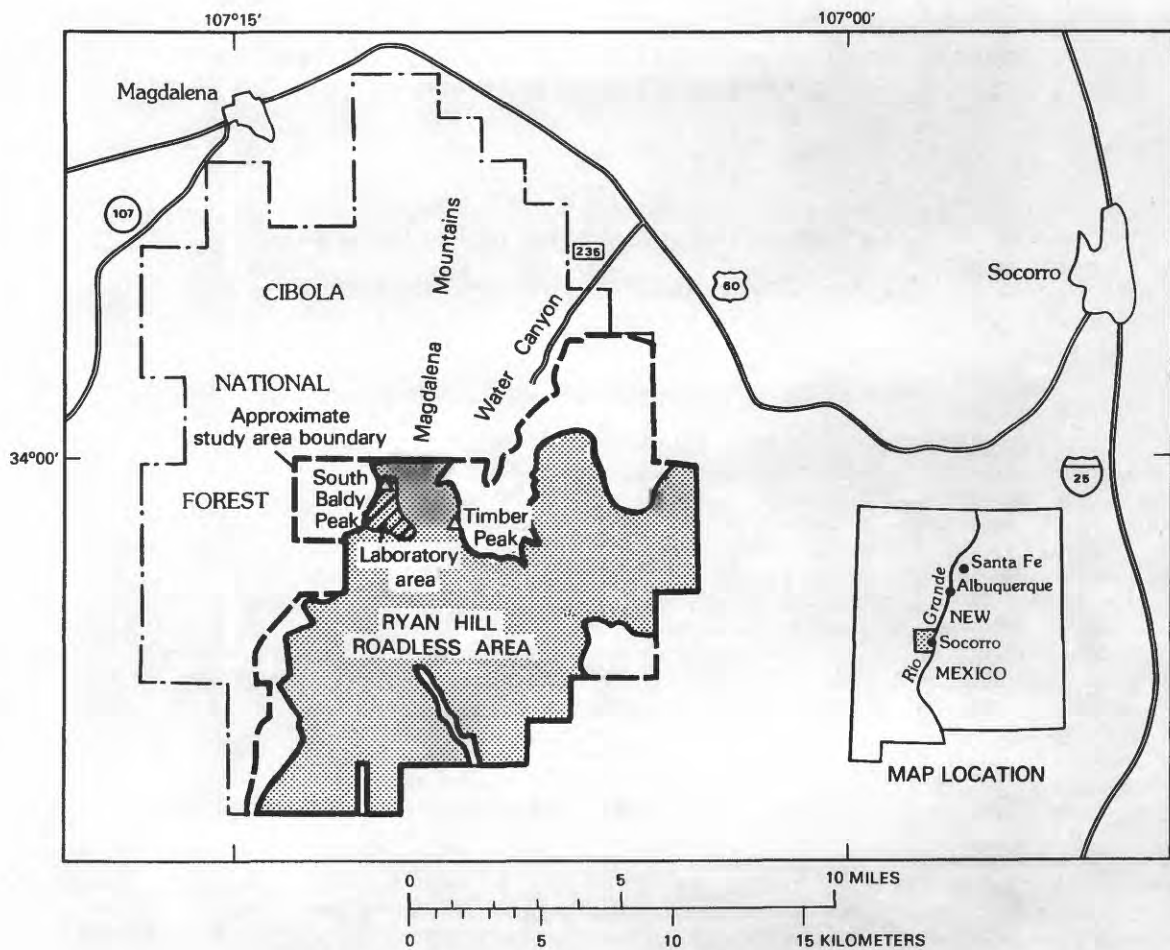 107°15′
107°00′
Magdalena
107
Mountains
236
Socorro
60
CIBOLA
Canyon
Water
Magdalena
NATIONAL
Approximate
study area boundary
34°00′
25
FOREST
South
Baldy
Peak
Timber
Peak
Laboratory
area
RYAN HILL
ROADLESS AREA
Santa Fe
Albuquerque
Rio Grande
NEW
Socorro
MEXICO
MAP LOCATION
0 5 10 MILES
0 5 10 15 KILOMETERS